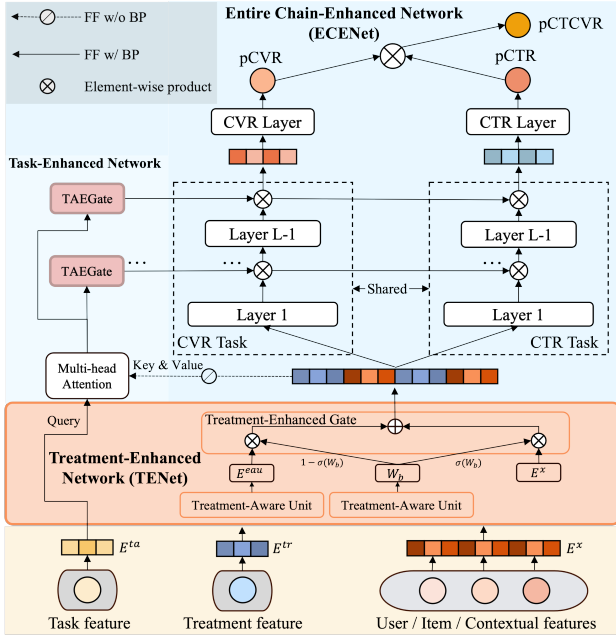 FF w/o BP
FF w/ BP
Element-wise product
Entire Chain-Enhanced Network
(ECENet)
pCTCVR
pCVR
pCTR
CVR Layer
CTR Layer
Task-Enhanced Network
TAEGate
Layer L-1
Layer L-1
TAEGate
...
...
...
Shared
Layer 1
Layer 1
CVR Task
CTR Task
Multi-head
Attention
Key & Value
Query
Treatment-Enhanced Gate
Treatment-Enhanced
Network (TENet)
1 − σ(W_b)
σ(W_b)
E^{eau}
W_b
E^x
Treatment-Aware Unit
Treatment-Aware Unit
E^{ta}
E^{tr}
E^x
Task feature
Treatment feature
User / Item / Contextual features